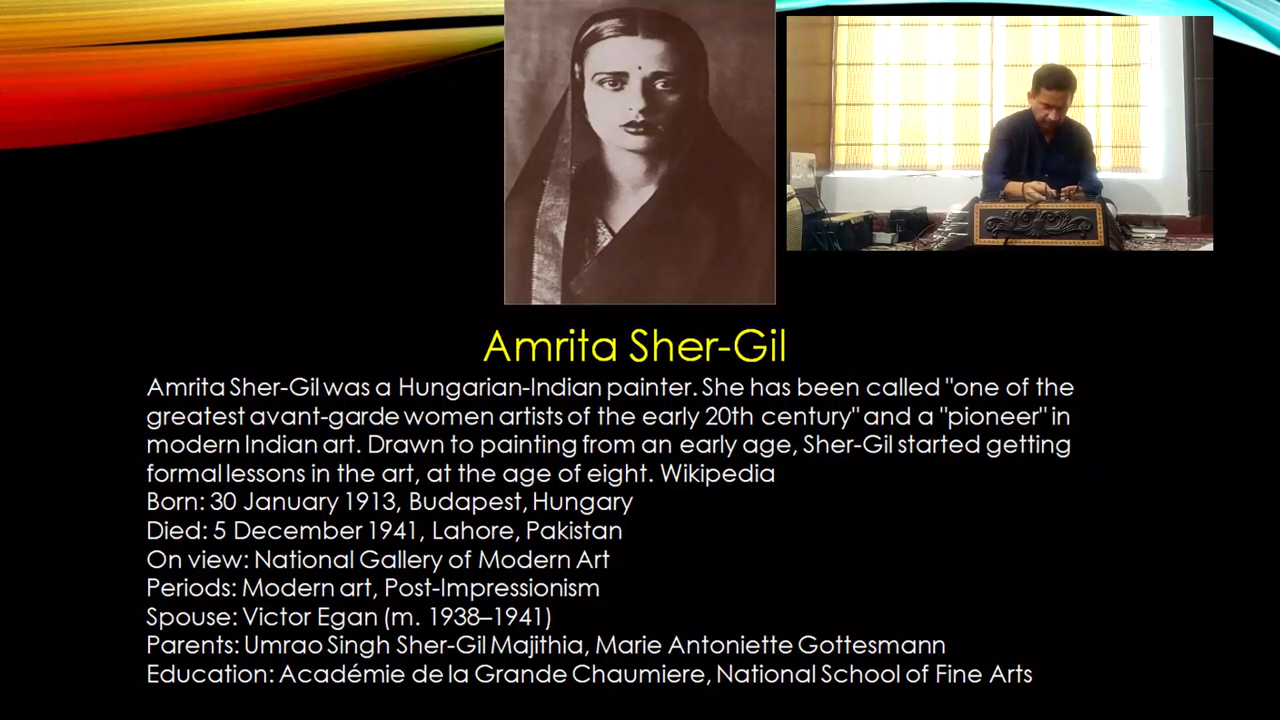 Amrita Sher-Gil
Amrita Sher-Gil was a Hungarian-Indian painter. She has been called "one of the
greatest avant-garde women artists of the early 20th century" and a "pioneer" in
modern Indian art. Drawn to painting from an early age, Sher-Gil started getting
formal lessons in the art, at the age of eight. Wikipedia
Born: 30 January 1913, Budapest, Hungary
Died: 5 December 1941, Lahore, Pakistan
On view: National Gallery of Modern Art
Periods: Modern art, Post-Impressionism
Spouse: Victor Egan (m. 1938–1941)
Parents: Umrao Singh Sher-Gil Majithia, Marie Antoniette Gottesmann
Education: Académie de la Grande Chaumiere, National School of Fine Arts